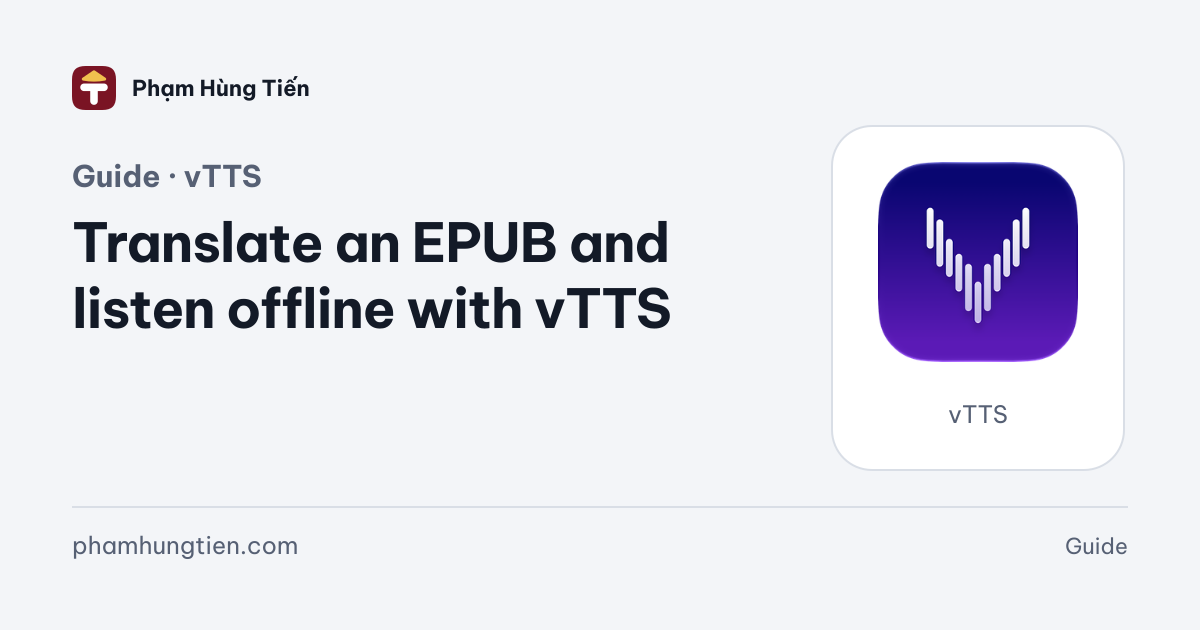 Phạm Hùng Tiến
Guide · vTTS
Translate an EPUB and
listen offline with vTTS
vTTS
phamhungtien.com
Guide